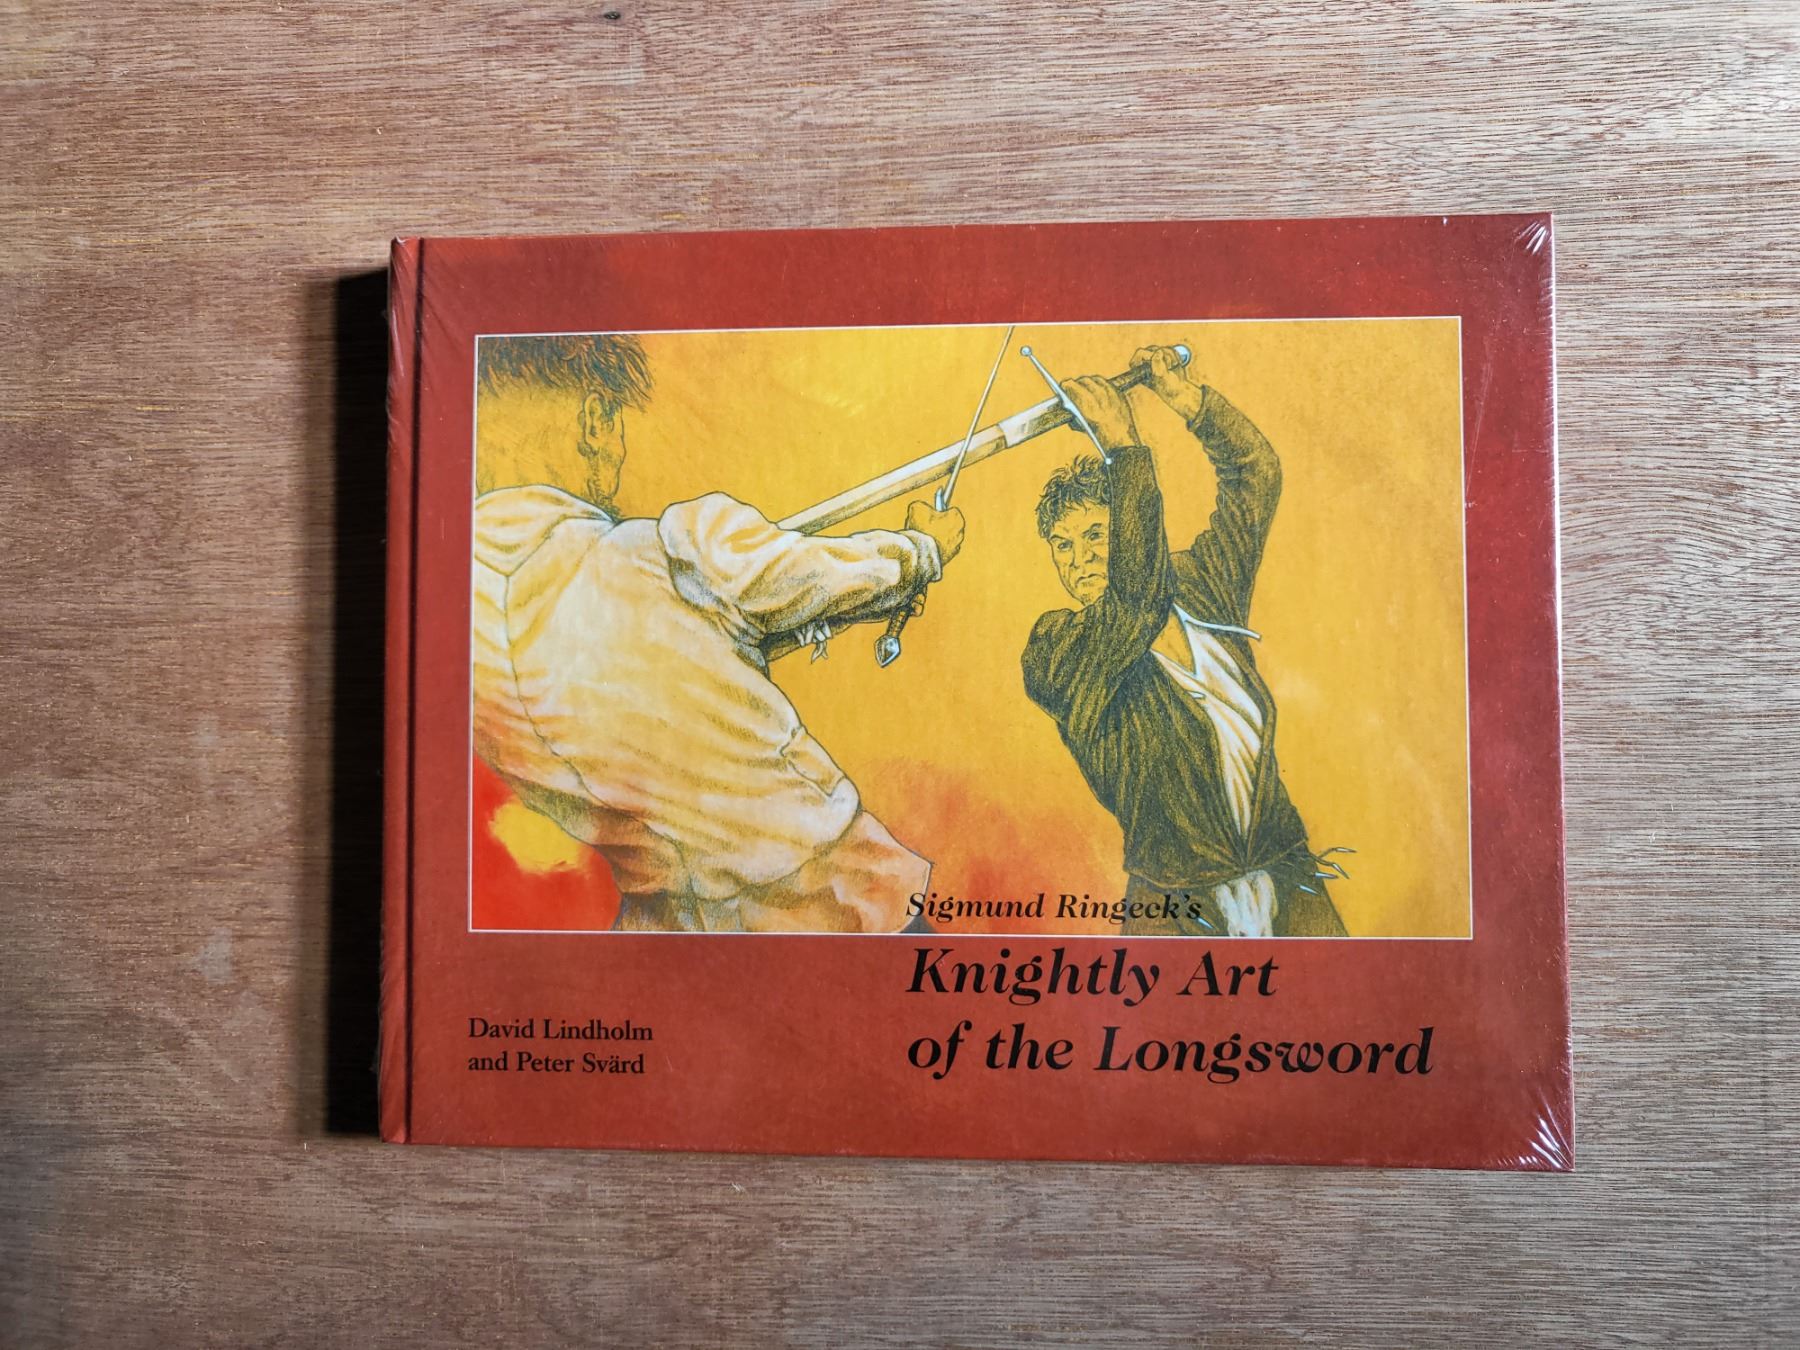 Sigmund Ringeck's
Knightly Art
of the Longsword
David Lindholm
and Peter Svärd